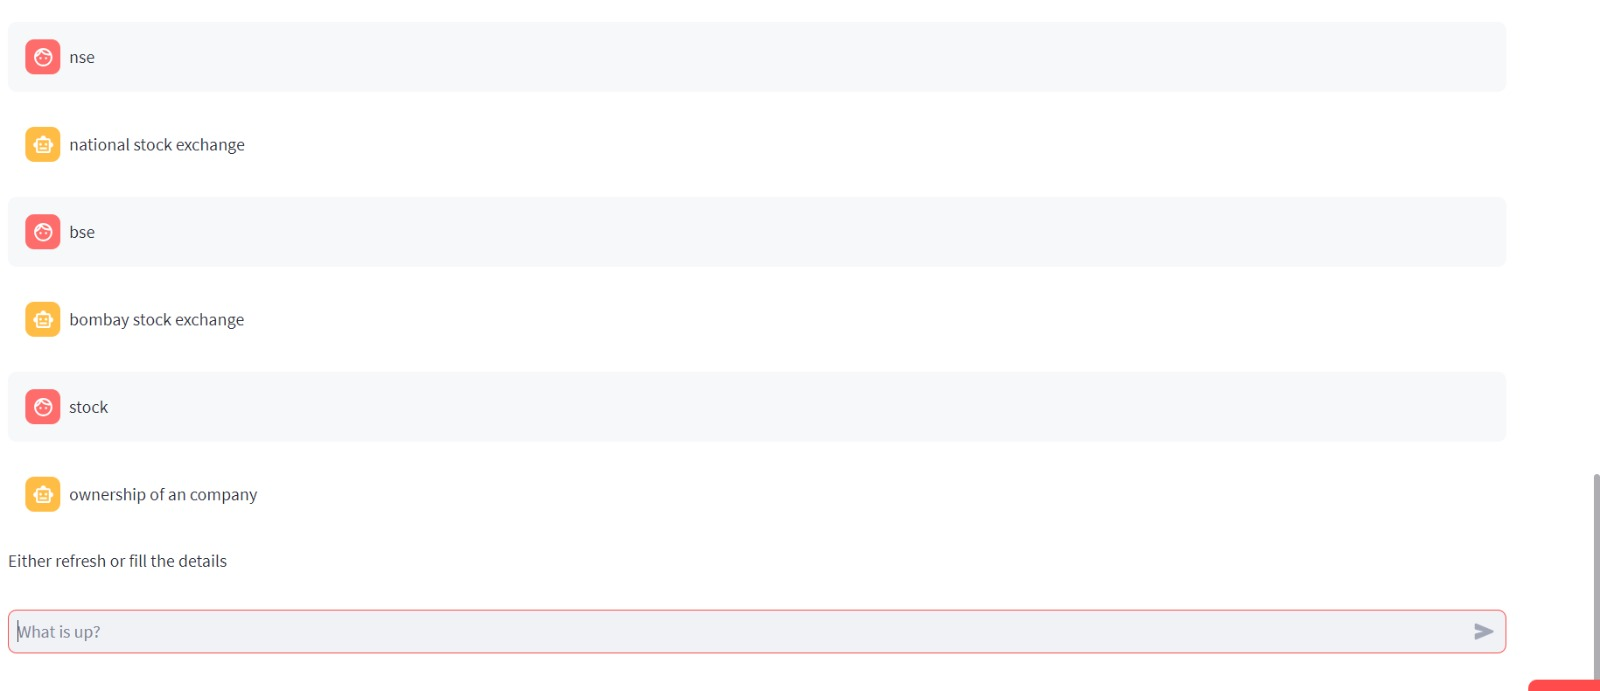 nse
national stock exchange
bse
bombay stock exchange
stock
ownership of an company
Either refresh or fill the details
What is up?